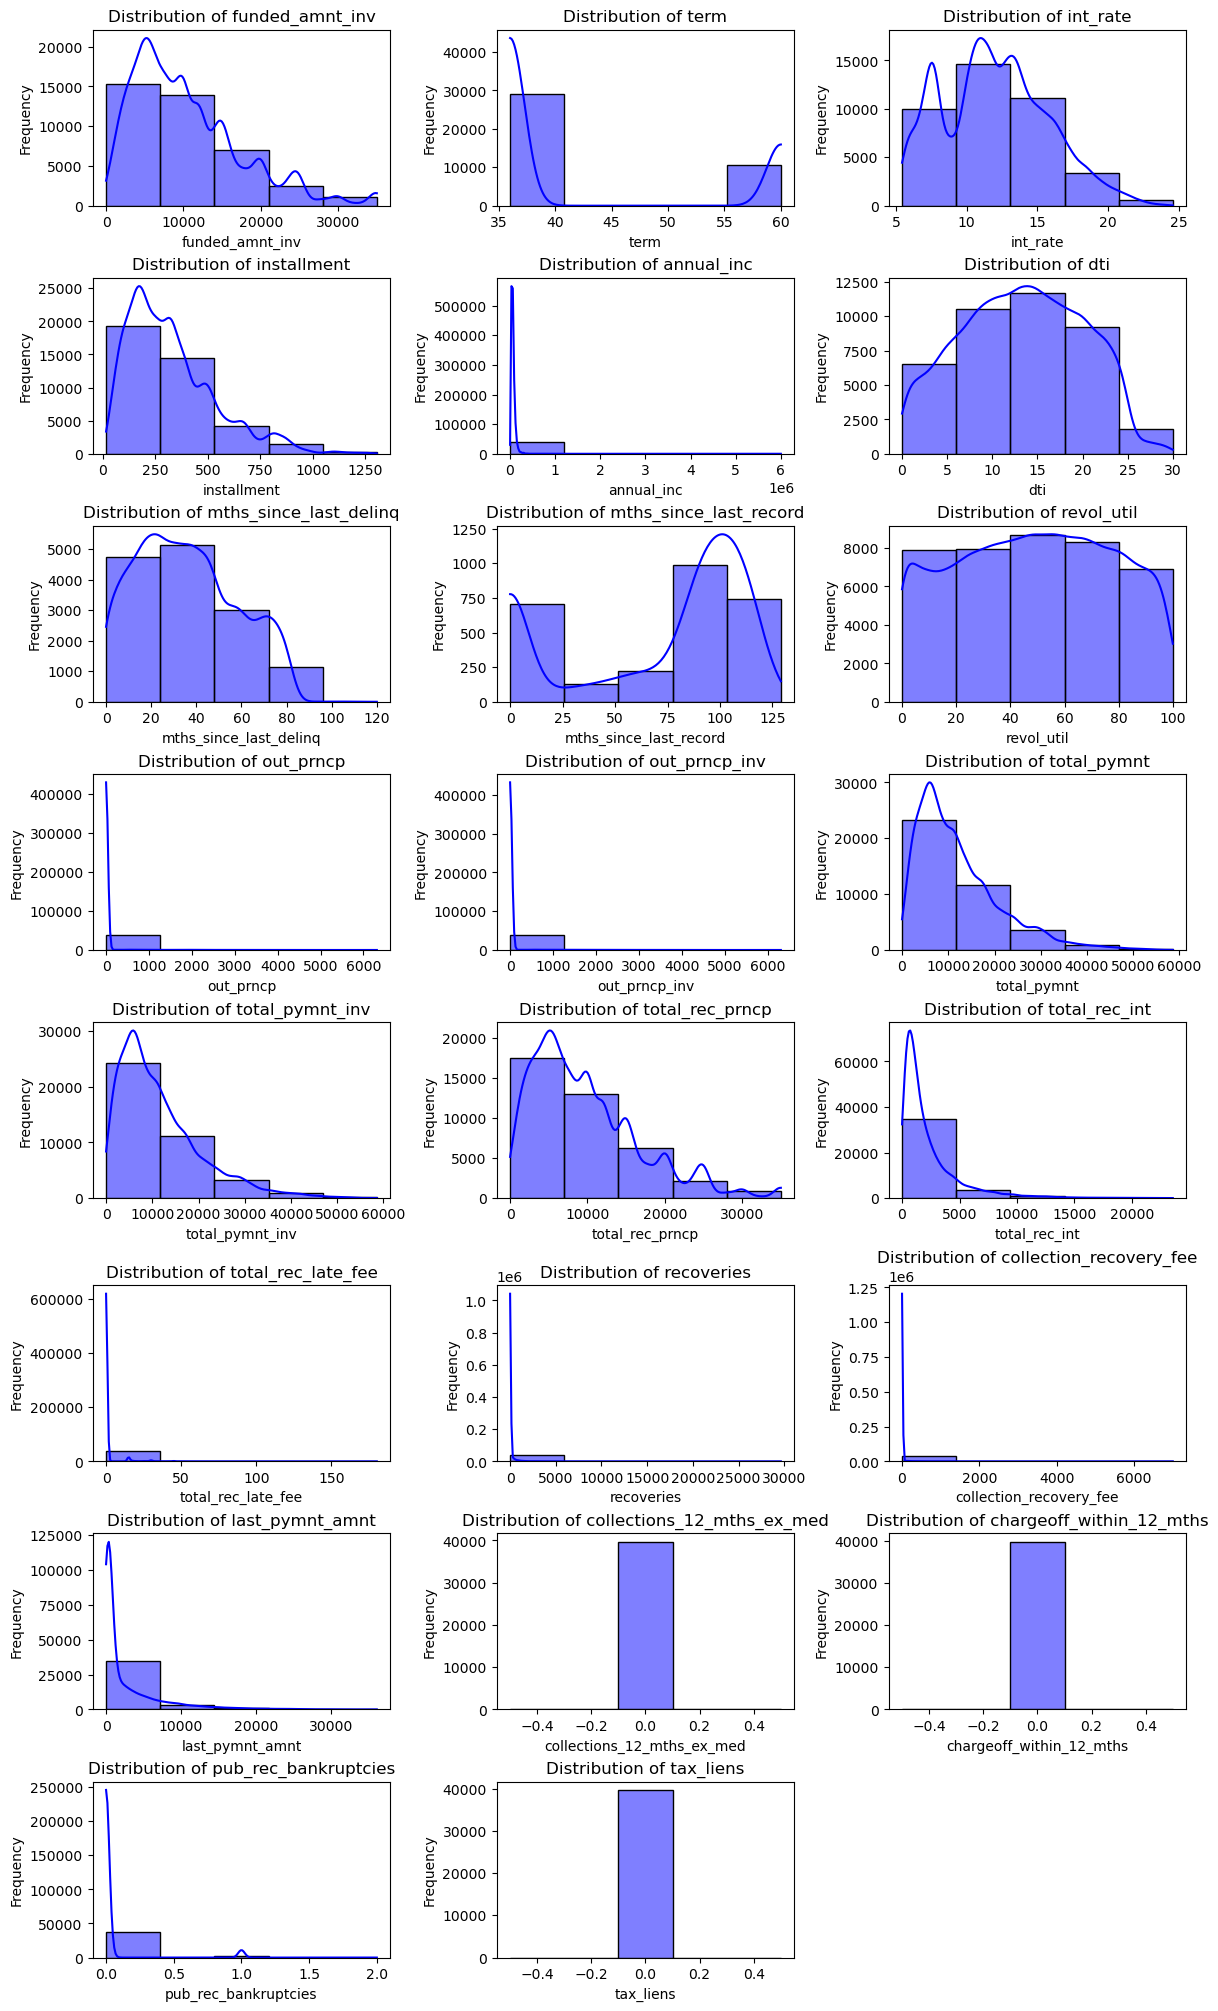 Distribution of funded_amnt_inv
Frequency
20000
15000
10000
5000
0
0 10000 20000 30000
funded_amnt_inv
Distribution of term
Frequency
40000
30000
20000
10000
0
35 40 45 50 55 60
term
Distribution of int_rate
Frequency
15000
10000
5000
0
5 10 15 20 25
int_rate
Distribution of installment
Frequency
25000
20000
15000
10000
5000
0
0 250 500 750 1000 1250
installment
Distribution of annual_inc
Frequency
500000
400000
300000
200000
100000
0
0 1 2 3 4 5 6
1e6
annual_inc
Distribution of dti
Frequency
12500
10000
7500
5000
2500
0
0 5 10 15 20 25 30
dti
Distribution of mths_since_last_delinq
Frequency
5000
4000
3000
2000
1000
0
0 20 40 60 80 100 120
mths_since_last_delinq
Distribution of mths_since_last_record
Frequency
1250
1000
750
500
250
0
0 25 50 75 100 125
mths_since_last_record
Distribution of revol_util
Frequency
8000
6000
4000
2000
0
0 20 40 60 80 100
revol_util
Distribution of out_prncp
Frequency
400000
300000
200000
100000
0
0 1000 2000 3000 4000 5000 6000
out_prncp
Distribution of out_prncp_inv
Frequency
400000
300000
200000
100000
0
0 1000 2000 3000 4000 5000 6000
out_prncp_inv
Distribution of total_pymnt
Frequency
30000
20000
10000
0
0 10000 20000 30000 40000 50000 60000
total_pymnt
Distribution of total_pymnt_inv
Frequency
30000
20000
10000
0
0 10000 20000 30000 40000 50000 60000
total_pymnt_inv
Distribution of total_rec_prncp
Frequency
20000
15000
10000
5000
0
0 10000 20000 30000
total_rec_prncp
Distribution of total_rec_int
Frequency
60000
40000
20000
0
0 5000 10000 15000 20000
total_rec_int
Distribution of total_rec_late_fee
Frequency
600000
400000
200000
0
0 50 100 150
total_rec_late_fee
Distribution of recoveries
1e6
Frequency
1.0
0.8
0.6
0.4
0.2
0.0
0 5000 10000 15000 20000 25000 30000
recoveries
Distribution of collection_recovery_fee
1e6
Frequency
1.25
1.00
0.75
0.50
0.25
0.00
0 2000 4000 6000
collection_recovery_fee
Distribution of last_pymnt_amnt
Frequency
125000
100000
75000
50000
25000
0
0 10000 20000 30000
last_pymnt_amnt
Distribution of collections_12_mths_ex_med
Frequency
40000
30000
20000
10000
0
−0.4 −0.2 0.0 0.2 0.4
collections_12_mths_ex_med
Distribution of chargeoff_within_12_mths
Frequency
40000
30000
20000
10000
0
−0.4 −0.2 0.0 0.2 0.4
chargeoff_within_12_mths
Distribution of pub_rec_bankruptcies
Frequency
250000
200000
150000
100000
50000
0
0.0 0.5 1.0 1.5 2.0
pub_rec_bankruptcies
Distribution of tax_liens
Frequency
40000
30000
20000
10000
0
−0.4 −0.2 0.0 0.2 0.4
tax_liens